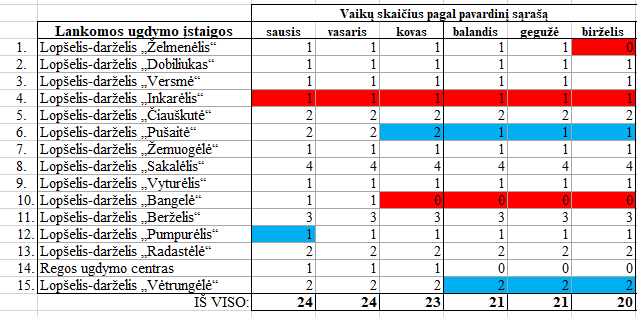 Vaikų skaičius pagal pavardinį sąrašą
Lankomos ugdymo įstaigos sausis vasaris kovas balandis gegužė birželis
1. Lopšelis-darželis „Želmenėlis“ 1 1 1 1 1 0
2. Lopšelis-darželis „Dobiliukas“ 1 1 1 1 1 1
3. Lopšelis-darželis „Versmė“ 1 1 1 1 1 1
4. Lopšelis-darželis „Inkarėlis“ 1 1 1 1 1 1
5. Lopšelis-darželis „Čiauškutė“ 2 2 2 2 2 2
6. Lopšelis-darželis „Pušaitė“ 2 2 2 1 1 1
7. Lopšelis-darželis „Žemuogėlė“ 1 1 1 1 1 1
8. Lopšelis-darželis „Sakalėlis“ 4 4 4 4 4 4
9. Lopšelis-darželis „Vyturėlis“ 1 1 1 1 1 1
10. Lopšelis-darželis „Bangelė“ 1 1 0 0 0 0
11. Lopšelis-darželis „Berželis“ 3 3 3 3 3 3
12. Lopšelis-darželis „Pumpurėlis“ 1 1 1 1 1 1
13. Lopšelis-darželis „Radastėlė“ 2 2 2 2 2 2
14. Regos ugdymo centras 1 1 1 0 0 0
15. Lopšelis-darželis „Vėtrungėlė“ 2 2 2 2 2 2
IŠ VISO: 24 24 23 21 21 20